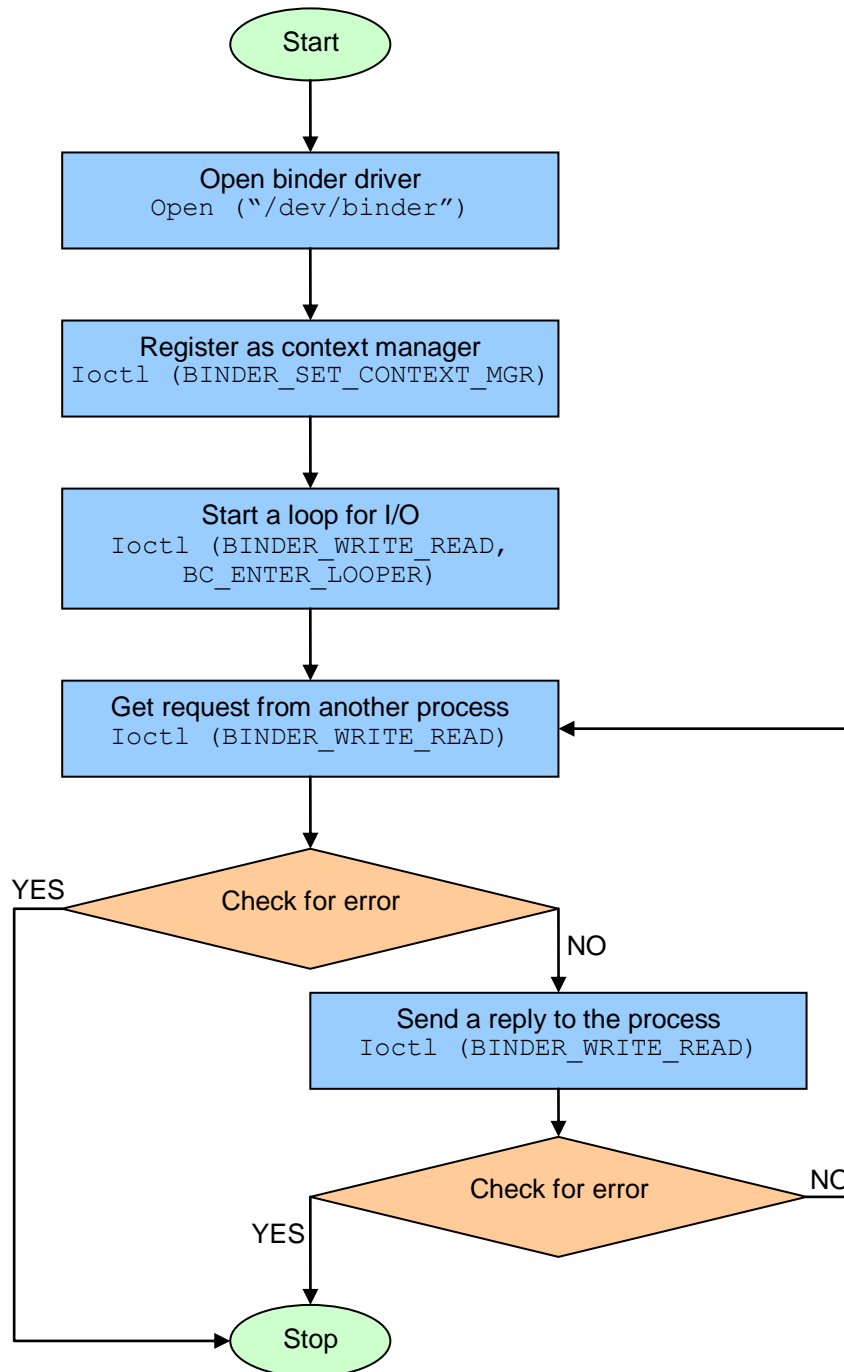 Start
Open binder driver
Open (“/dev/binder”)
Register as context manager
Ioctl (BINDER_SET_CONTEXT_MGR)
Start a loop for I/O
Ioctl (BINDER_WRITE_READ,
BC_ENTER_LOOPER)
Get request from another process
Ioctl (BINDER_WRITE_READ)
YES
Check for error
NO
Send a reply to the process
Ioctl (BINDER_WRITE_READ)
Check for error
NO
YES
Stop